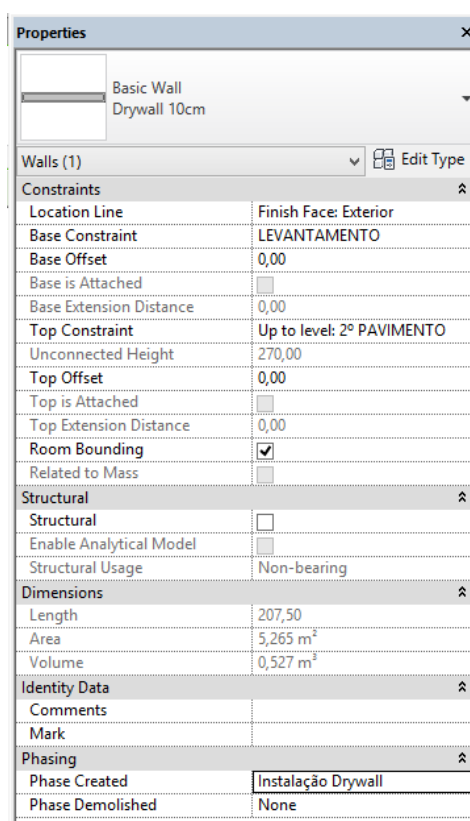 Properties
Basic Wall
Drywall 10cm
Walls (1) Edit Type
Constraints
Location Line Finish Face: Exterior
Base Constraint LEVANTAMENTO
Base Offset 0,00
Base is Attached
Base Extension Distance 0,00
Top Constraint Up to level: 2º PAVIMENTO
Unconnected Height 270,00
Top Offset 0,00
Top is Attached
Top Extension Distance 0,00
Room Bounding
Related to Mass
Structural
Structural
Enable Analytical Model
Structural Usage Non-bearing
Dimensions
Length 207,50
Area 5,265 m²
Volume 0,527 m³
Identity Data
Comments
Mark
Phasing
Phase Created Instalação Drywall
Phase Demolished None